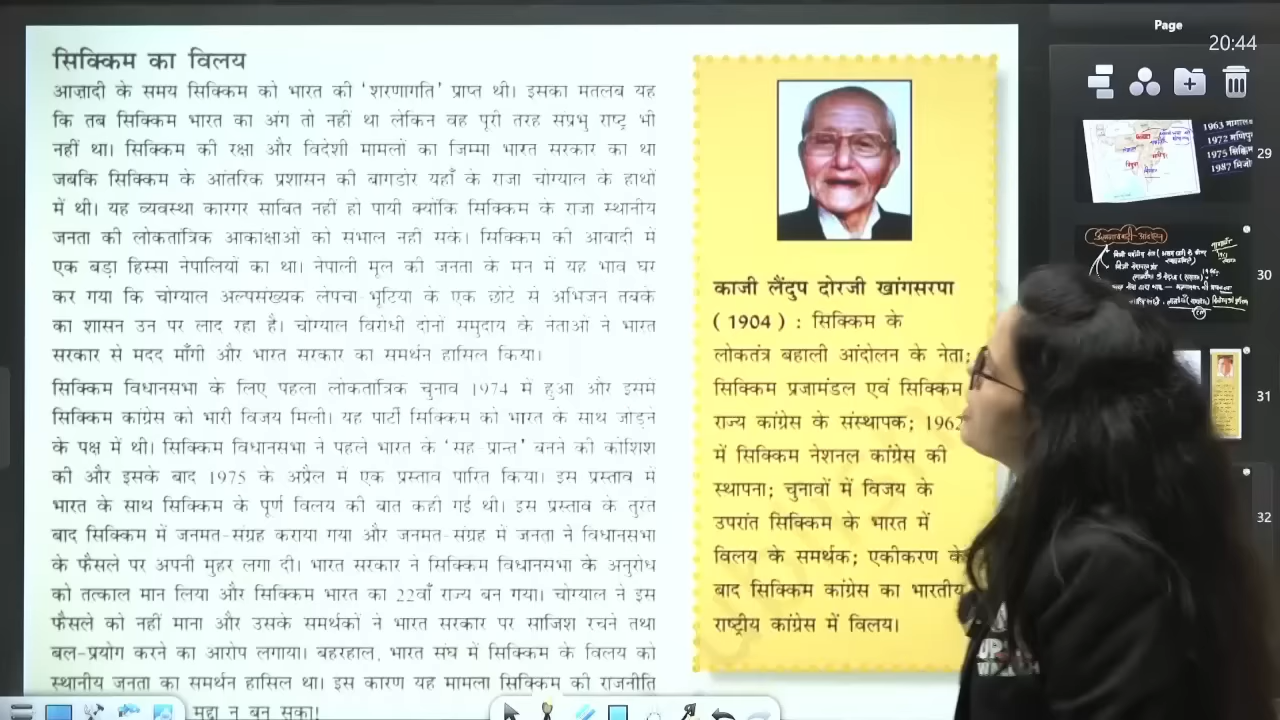 सिक्किम का विलय
आज़ादी के समय सिक्किम को भारत की 'शरणागति' प्राप्त थी। इसका मतलब यह
कि तब सिक्किम भारत का अंग तो नहीं था लेकिन वह पूरी तरह संप्रभु राष्ट्र भी
नहीं था। सिक्किम की रक्षा और विदेशी मामलों का जिम्मा भारत सरकार का था
जबकि सिक्किम के आंतरिक प्रशासन की बागडोर यहाँ के राजा चोग्याल के हाथों
में थी। यह व्यवस्था कारगर साबित नहीं हो पायी क्योंकि सिक्किम के राजा स्थानीय
जनता की लोकतांत्रिक आकांक्षाओं को संभाल नहीं सके। सिक्किम की आबादी में
एक बड़ा हिस्सा नेपालियों का था। नेपाली मूल की जनता के मन में यह भाव घर
कर गया कि चोग्याल अल्पसंख्यक लेपचा-भूटिया के एक छोटे से अभिजन तबके
का शासन उन पर लाद रहा है। चोग्याल विरोधी दोनों समुदाय के नेताओं ने भारत
सरकार से मदद माँगी और भारत सरकार का समर्थन हासिल किया।
सिक्किम विधानसभा के लिए पहला लोकतांत्रिक चुनाव 1974 में हुआ और इसमें
सिक्किम कांग्रेस को भारी विजय मिली। यह पार्टी सिक्किम को भारत के साथ जोड़ने
के पक्ष में थी। सिक्किम विधानसभा ने पहले भारत के 'सह-प्रान्त' बनने की कोशिश
की और इसके बाद 1975 के अप्रैल में एक प्रस्ताव पारित किया। इस प्रस्ताव में
भारत के साथ सिक्किम के पूर्ण विलय की बात कही गई थी। इस प्रस्ताव के तुरंत
बाद सिक्किम में जनमत-संग्रह कराया गया और जनमत-संग्रह में जनता ने विधानसभा
के फैसले पर अपनी मुहर लगा दी। भारत सरकार ने सिक्किम विधानसभा के अनुरोध
को तत्काल मान लिया और सिक्किम भारत का 22वाँ राज्य बन गया। चोग्याल ने इस
फैसले को नहीं माना और उसके समर्थकों ने भारत सरकार पर साजिश रचने तथा
बल-प्रयोग करने का आरोप लगाया। बहरहाल, भारत संघ में सिक्किम के विलय को
स्थानीय जनता का समर्थन हासिल था। इस कारण यह मामला सिक्किम की राजनीति
मुद्दा न बन सका!
काजी लैंदुप दोरजी खांगसरपा
(1904) : सिक्किम के
लोकतंत्र बहाली आंदोलन के नेता;
सिक्किम प्रजामंडल एवं सिक्किम
राज्य कांग्रेस के संस्थापक; 1962
में सिक्किम नेशनल कांग्रेस की
स्थापना; चुनावों में विजय के
उपरांत सिक्किम के भारत में
विलय के समर्थक; एकीकरण के
बाद सिक्किम कांग्रेस का भारतीय
राष्ट्रीय कांग्रेस में विलय।
Page
20:44
1963
1972
1975
1987
29
30
31
32